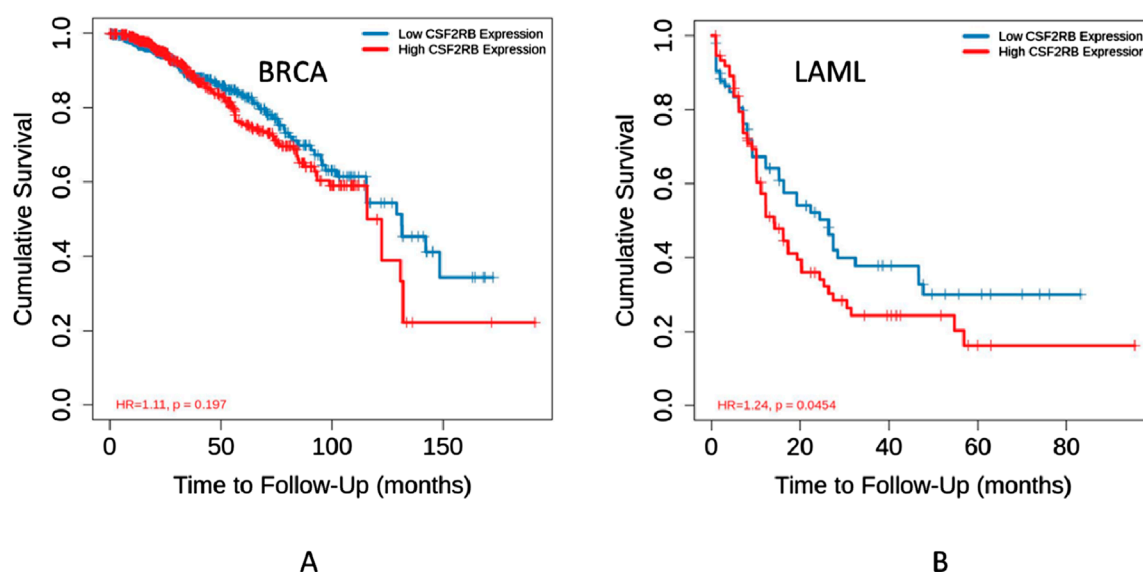 Low CSF2RB Expression
High CSF2RB Expression
BRCA
Cumulative Survival
1.0
0.8
0.6
0.4
0.2
0.0
HR=1.11, p = 0.197
0 50 100 150
Time to Follow-Up (months)
A
Low CSF2RB Expression
High CSF2RB Expression
LAML
Cumulative Survival
1.0
0.8
0.6
0.4
0.2
0.0
HR=1.24, p = 0.0454
0 20 40 60 80
Time to Follow-Up (months)
B